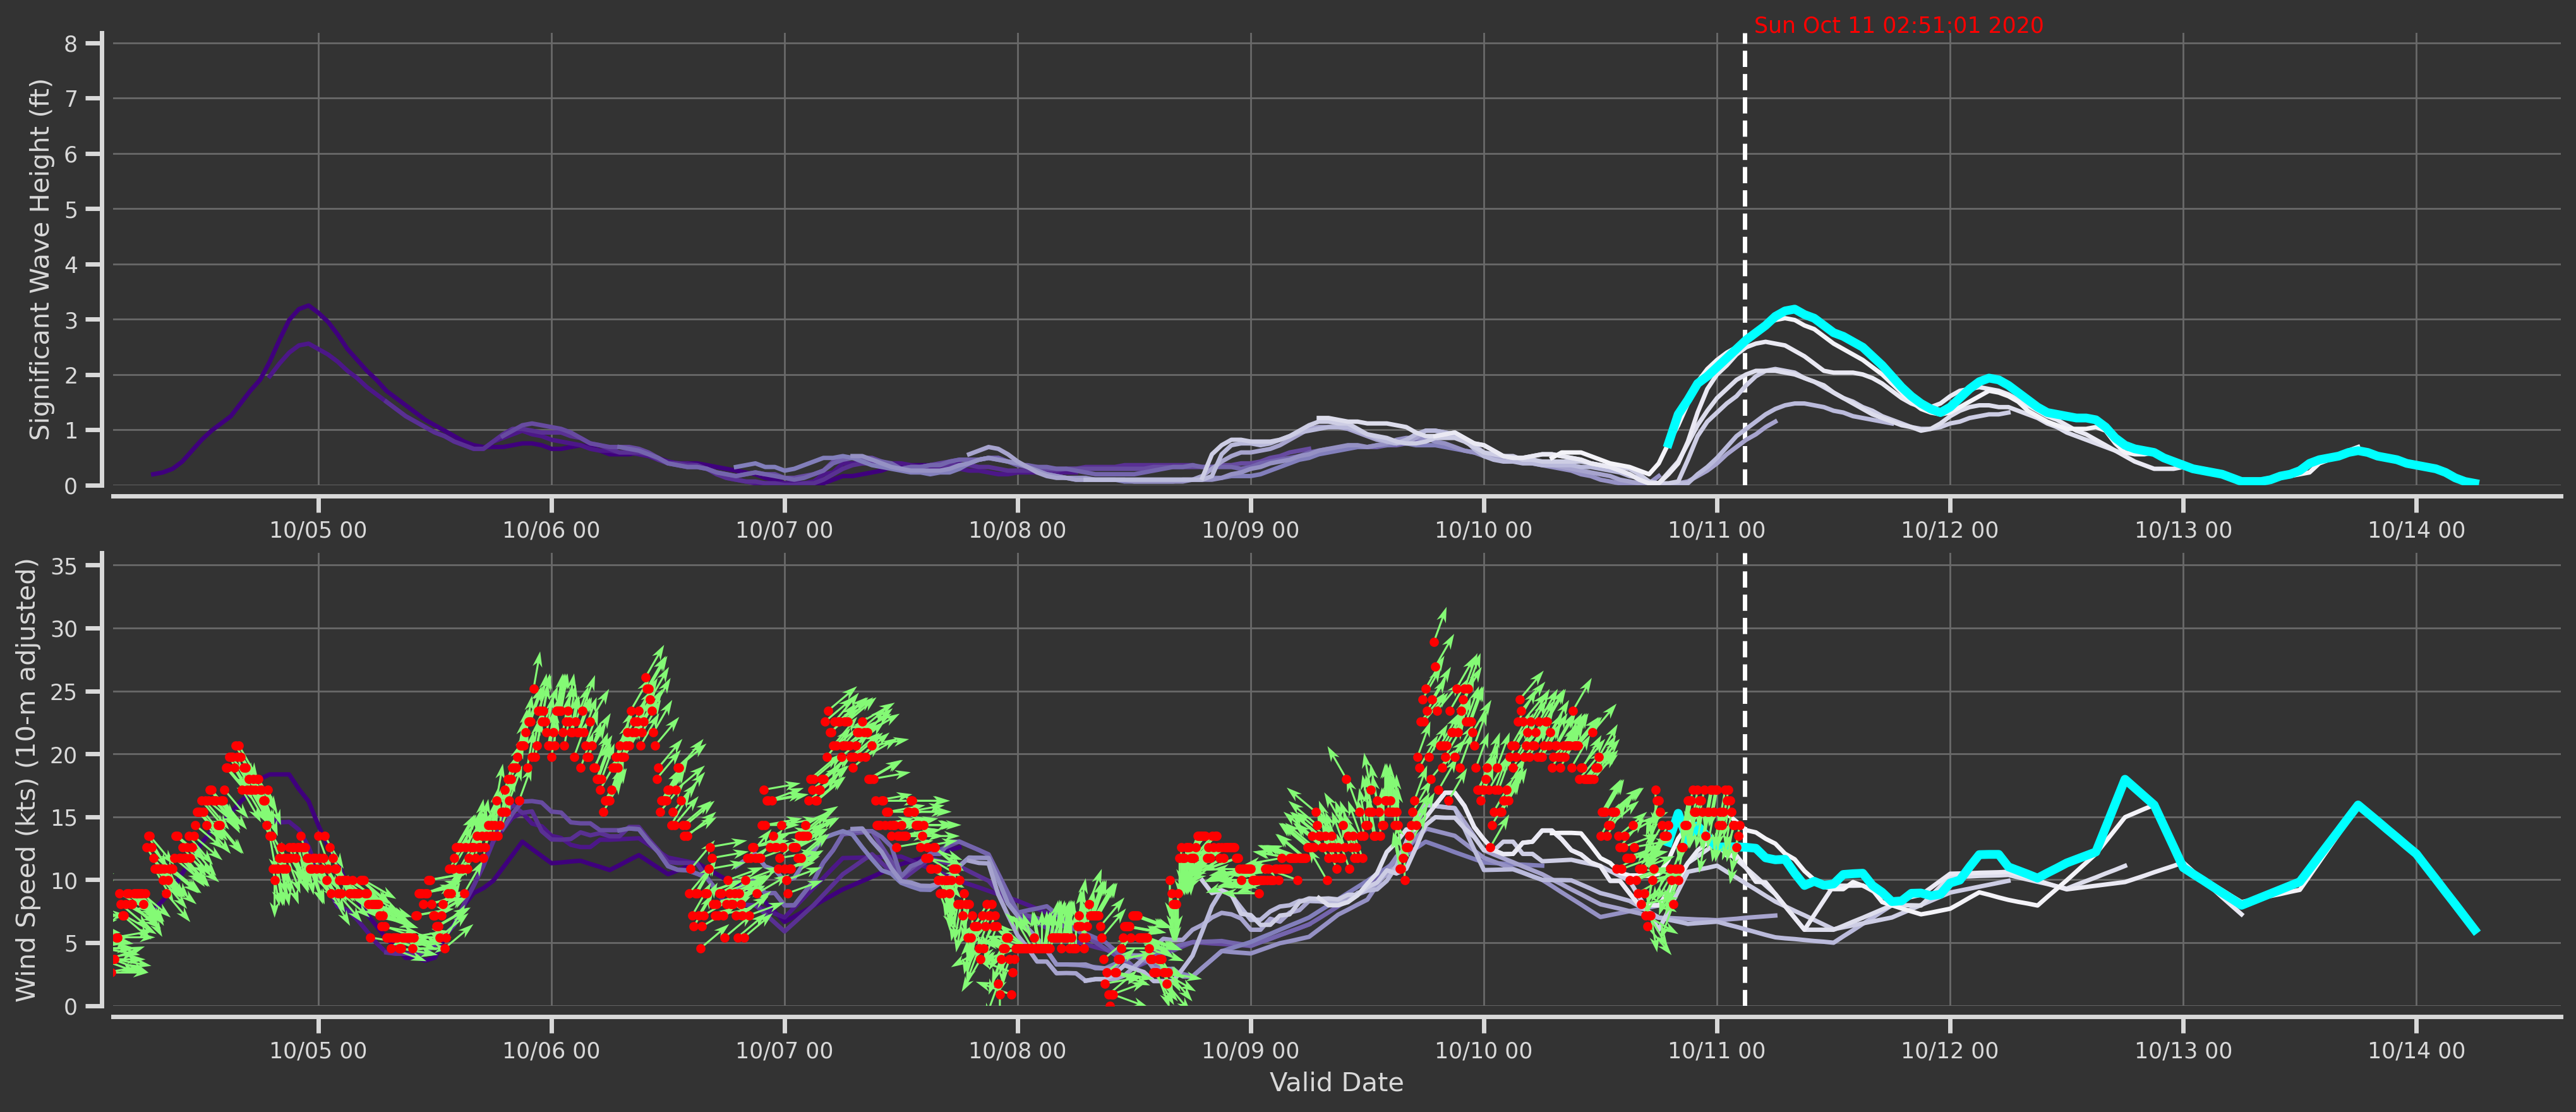 Sun Oct 11 02:51:01 2020
Significant Wave Height (ft)
8
7
6
5
4
3
2
1
0
10/05 00 10/06 00 10/07 00 10/08 00 10/09 00 10/10 00 10/11 00 10/12 00 10/13 00 10/14 00
Wind Speed (kts) (10-m adjusted)
35
30
25
20
15
10
5
0
10/05 00 10/06 00 10/07 00 10/08 00 10/09 00 10/10 00 10/11 00 10/12 00 10/13 00 10/14 00
Valid Date